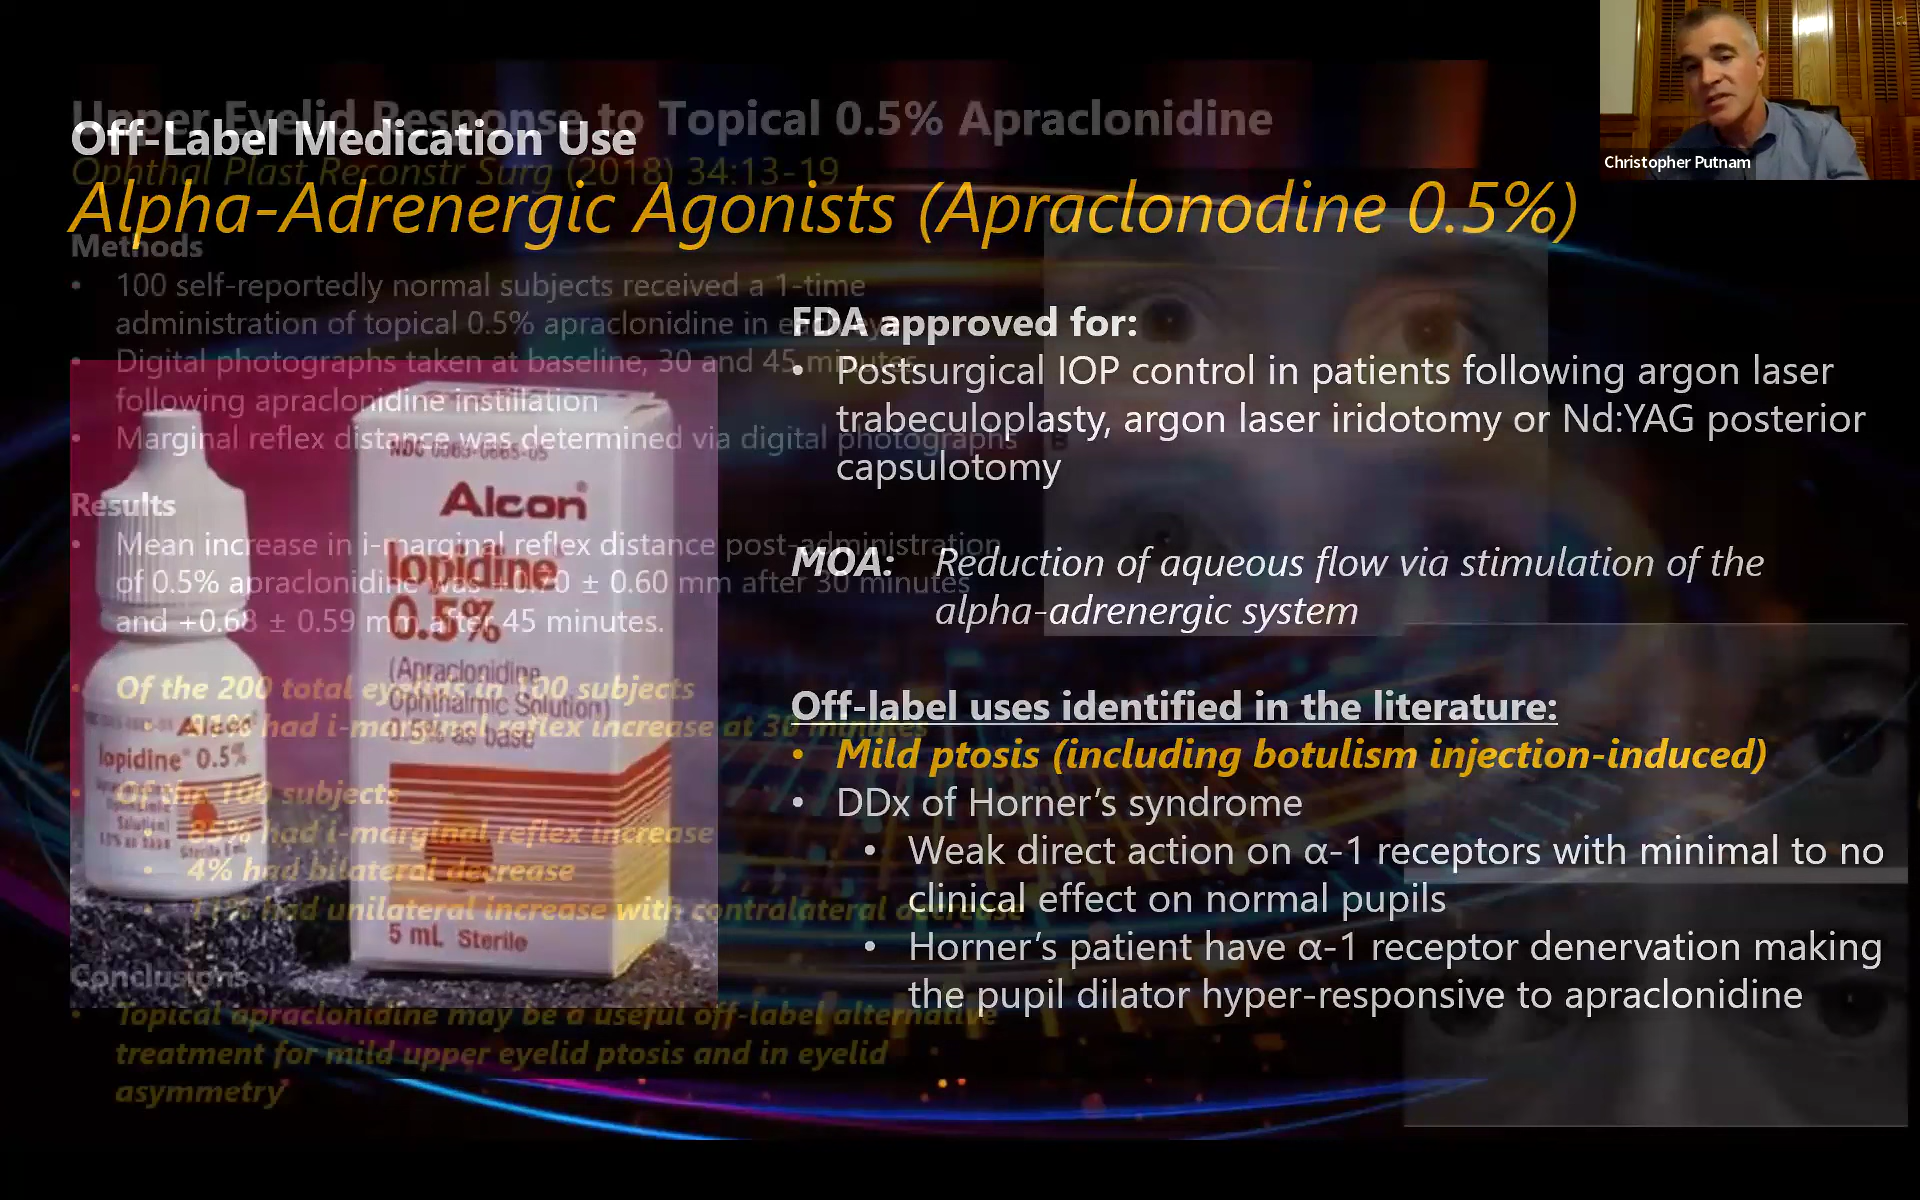 Upper Eyelid Response to Topical 0.5% Apraclonidine
Off-Label Medication Use
Ophthal Plast Reconstr Surg (2018) 34:13-19
Alpha-Adrenergic Agonists (Apraclonodine 0.5%)
Christopher Putnam
Methods
• 100 self-reportedly normal subjects received a 1-time
administration of topical 0.5% apraclonidine in
• Digital photographs taken at baseline, 30 and 45 minutes
following apraclonidine instillation
• Marginal reflex distance was determined via digital photographs
Results
• Mean increase in i-marginal reflex distance post-administration
of 0.5% apraclonidine was +0.70 ± 0.60 mm after 30 minutes
and +0.68 ± 0.59 mm after 45 minutes.
• Of the 200 total eyelids in 100 subjects
had i-marginal reflex increase at 30 minutes
• Of the 100 subjects
• had i-marginal reflex increase
• 4% had bilateral decrease
• 11% had unilateral increase with contralateral decrease
Conclusions
• Topical apraclonidine may be a useful off-label alternative
treatment for mild upper eyelid ptosis and in eyelid
asymmetry
Alcon
Iopidine® 0.5%
Alcon®
Iopidine®
0.5%
(Apraclonidine
Ophthalmic Solution)
0.5% as base
5 mL Sterile
FDA approved for:
• Postsurgical IOP control in patients following argon laser
trabeculoplasty, argon laser iridotomy or Nd:YAG posterior
capsulotomy
MOA: Reduction of aqueous flow via stimulation of the
alpha-adrenergic system
Off-label uses identified in the literature:
• Mild ptosis (including botulism injection-induced)
• DDx of Horner's syndrome
• Weak direct action on α-1 receptors with minimal to no
clinical effect on normal pupils
• Horner's patient have α-1 receptor denervation making
the pupil dilator hyper-responsive to apraclonidine